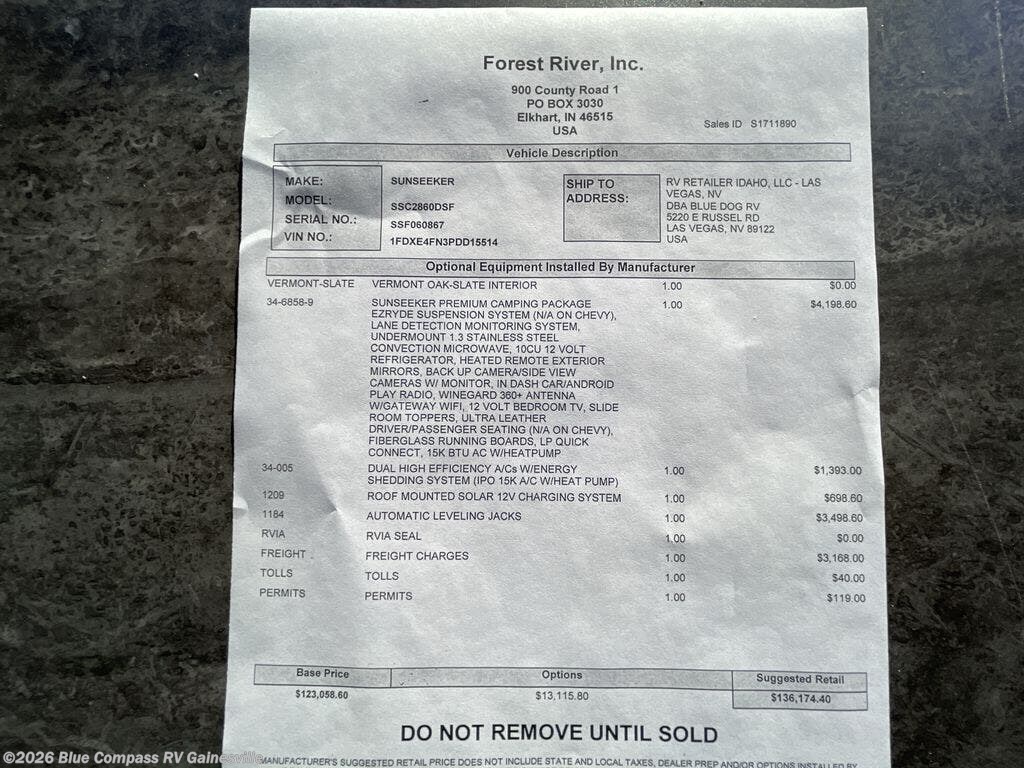 Forest River, Inc.
900 County Road 1
PO BOX 3030
Elkhart, IN 46515
USA
Sales ID S1711890
Vehicle Description
MAKE: SUNSEEKER
MODEL: SSC2860DSF
SERIAL NO.: SSF060867
VIN NO.: 1FDXE4FN3PDD15514
SHIP TO
ADDRESS:
RV RETAILER IDAHO, LLC - LAS
VEGAS, NV
DBA BLUE DOG RV
5220 E RUSSEL RD
LAS VEGAS, NV 89122
USA
Optional Equipment Installed By Manufacturer
VERMONT-SLATE VERMONT OAK-SLATE INTERIOR 1.00 $0.00
34-6858-9 SUNSEEKER PREMIUM CAMPING PACKAGE 1.00 $4,198.60
EZRYDE SUSPENSION SYSTEM (N/A ON CHEVY),
LANE DETECTION MONITORING SYSTEM,
UNDERMOUNT 1.3 STAINLESS STEEL
CONVECTION MICROWAVE, 10CU 12 VOLT
REFRIGERATOR, HEATED REMOTE EXTERIOR
MIRRORS, BACK UP CAMERA/SIDE VIEW
CAMERAS W/ MONITOR, IN DASH CAR/ANDROID
PLAY RADIO, WINEGARD 360+ ANTENNA
W/GATEWAY WIFI, 12 VOLT BEDROOM TV, SLIDE
ROOM TOPPERS, ULTRA LEATHER
DRIVER/PASSENGER SEATING (N/A ON CHEVY),
FIBERGLASS RUNNING BOARDS, LP QUICK
CONNECT, 15K BTU AC W/HEATPUMP
34-005 DUAL HIGH EFFICIENCY A/Cs W/ENERGY 1.00 $1,393.00
SHEDDING SYSTEM (IPO 15K A/C W/HEAT PUMP)
1209 ROOF MOUNTED SOLAR 12V CHARGING SYSTEM 1.00 $698.60
1184 AUTOMATIC LEVELING JACKS 1.00 $3,498.60
RVIA RVIA SEAL 1.00 $0.00
FREIGHT FREIGHT CHARGES 1.00 $3,168.00
TOLLS TOLLS 1.00 $40.00
PERMITS PERMITS 1.00 $119.00
Base Price Options Suggested Retail
$123,058.60 $13,115.80 $136,174.40
DO NOT REMOVE UNTIL SOLD
MANUFACTURER'S SUGGESTED RETAIL PRICE DOES NOT INCLUDE STATE AND LOCAL TAXES, DEALER PREP AND/OR OPTIONS INSTALLED BY
©2026 Blue Compass RV Gainesville